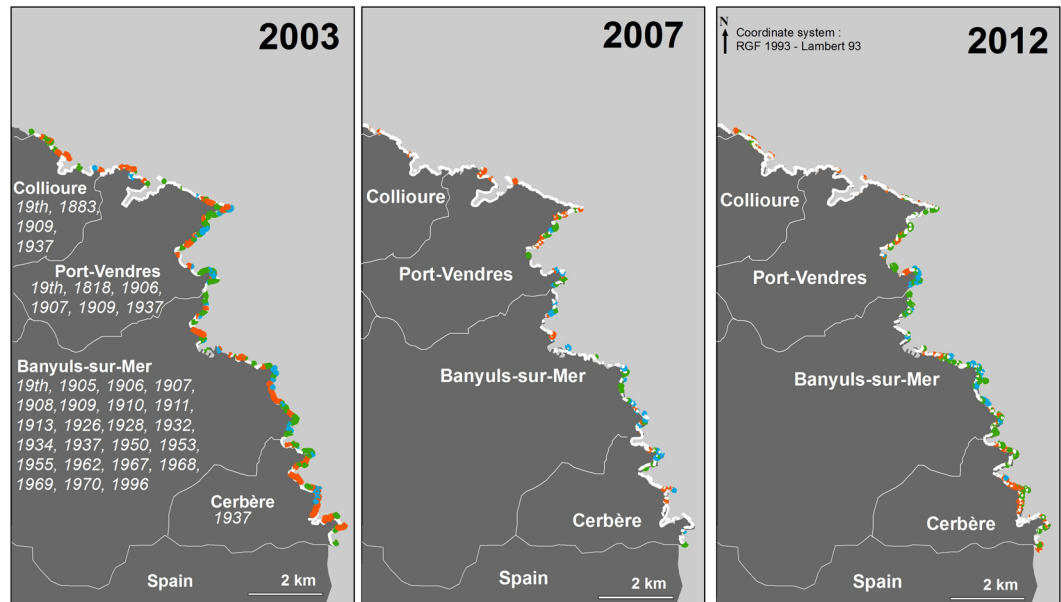 2003
Collioure
19th, 1883,
1909,
1937
Port-Vendres
19th, 1818, 1906,
1907, 1909, 1937
Banyuls-sur-Mer
19th, 1905, 1906, 1907,
1908,1909, 1910, 1911,
1913, 1926,1928, 1932,
1934, 1937, 1950, 1953,
1955, 1962, 1967, 1968,
1969, 1970, 1996
Cerbère
1937
Spain
2 km
2007
Collioure
Port-Vendres
Banyuls-sur-Mer
Cerbère
Spain
2 km
N
Coordinate system :
RGF 1993 - Lambert 93
2012
Collioure
Port-Vendres
Banyuls-sur-Mer
Cerbère
Spain
2 km